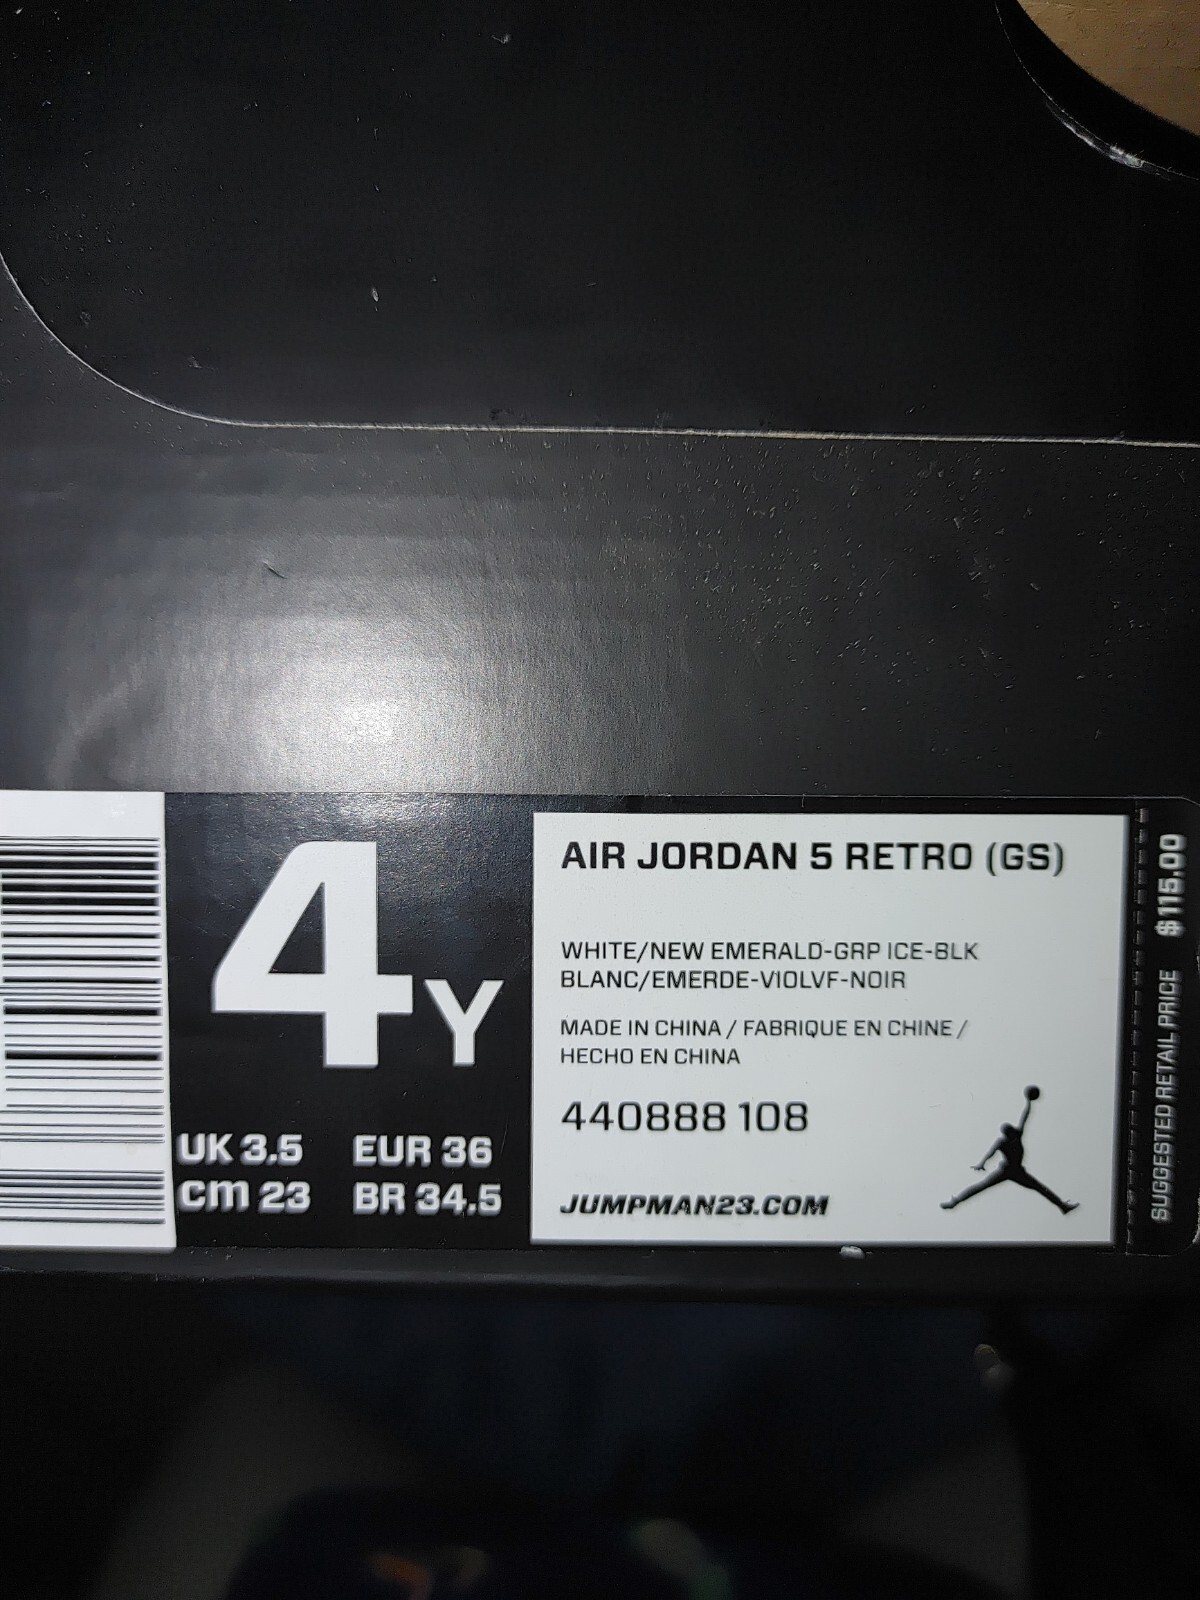 4Y
UK 3.5 EUR 36
cm 23 BR 34.5
AIR JORDAN 5 RETRO (GS)
WHITE/NEW EMERALD-GRP ICE-BLK
BLANC/EMERDE-VIOLVF-NOIR
MADE IN CHINA / FABRIQUE EN CHINE /
HECHO EN CHINA
440888 108
JUMPMAN23.COM
SUGGESTED RETAIL PRICE $115.00